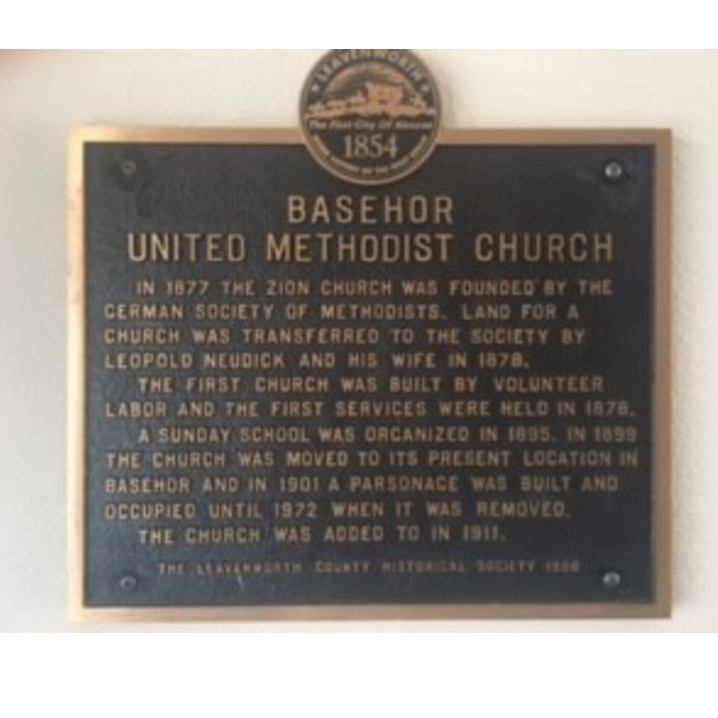 LEAVENWORTH
The First City Of Kansas
1854
BASEHOR
UNITED METHODIST CHURCH
IN 1877 THE ZION CHURCH WAS FOUNDED BY THE
GERMAN SOCIETY OF METHODISTS. LAND FOR A
CHURCH WAS TRANSFERRED TO THE SOCIETY BY
LEOPOLD NEUDICK AND HIS WIFE IN 1878.
THE FIRST CHURCH WAS BUILT BY VOLUNTEER
LABOR AND THE FIRST SERVICES WERE HELD IN 1878.
A SUNDAY SCHOOL WAS ORGANIZED IN 1895. IN 1899
THE CHURCH WAS MOVED TO ITS PRESENT LOCATION IN
BASEHOR AND IN 1901 A PARSONAGE WAS BUILT AND
OCCUPIED UNTIL 1972 WHEN IT WAS REMOVED.
THE CHURCH WAS ADDED TO IN 1911.
THE LEAVENWORTH COUNTY HISTORICAL SOCIETY